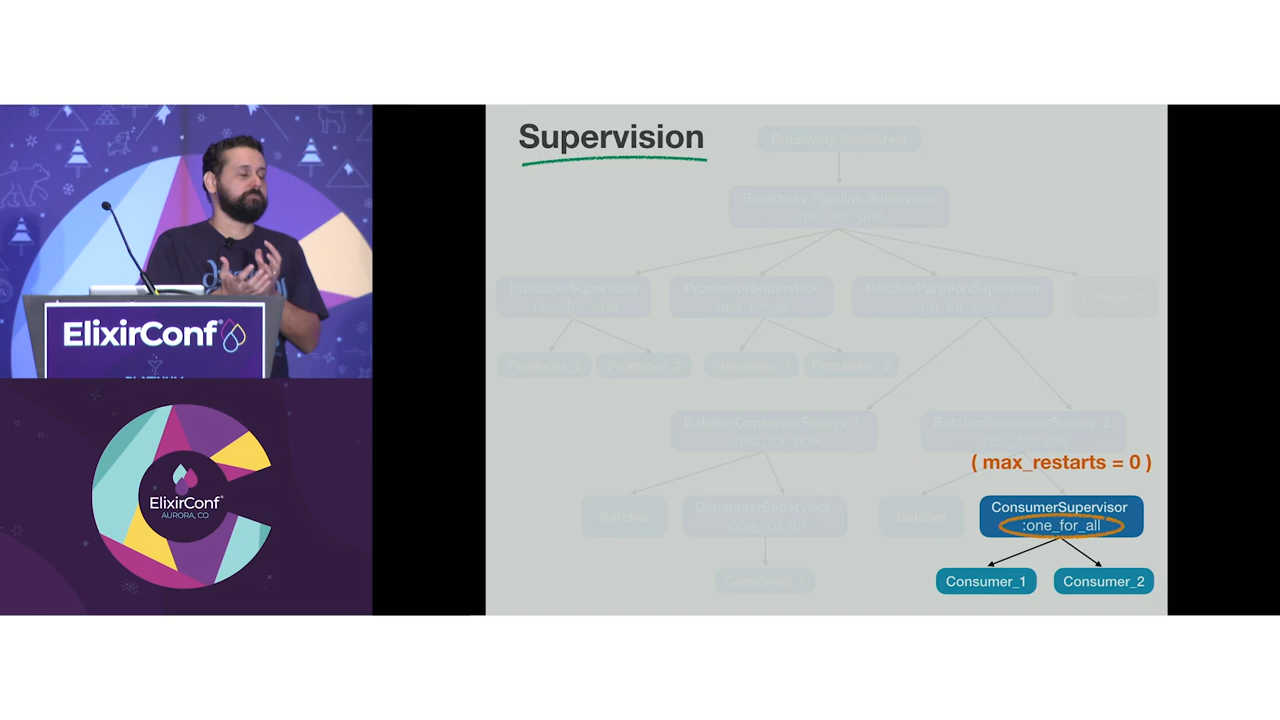 ElixirConf
ElixirConf
AURORA, CO
Supervision
Broadway GenServer
Broadway Pipeline Supervisor
:rest_for_one
ProducerSupervisor
:one_for_one
ProcessorSupervisor
:one_for_all
BatcherPartitionSupervisor
:one_for_one
Terminator
Producer_1
Producer_2
Processor_1
Processor_2
BatcherConsumerSuperv_1
:rest_for_one
BatcherConsumerSuperv_2
:rest_for_one
( max_restarts = 0 )
Batcher
ConsumerSupervisor
:one_for_all
Batcher
ConsumerSupervisor
:one_for_all
Consumer_1
Consumer_1
Consumer_2